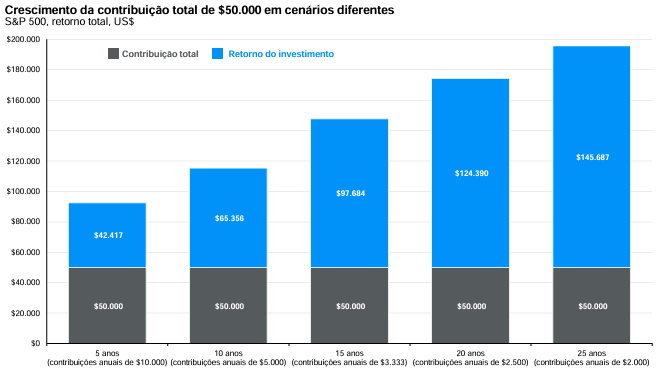 Crescimento da contribuição total de $50.000 em cenários diferentes
S&P 500, retorno total, US$
$200.000
$180.000
$160.000
$140.000
$120.000
$100.000
$80.000
$60.000
$40.000
$20.000
$0
Contribuição total
Retorno do investimento
$42.417
$65.356
$97.684
$124.390
$145.687
$50.000
$50.000
$50.000
$50.000
$50.000
5 anos
(contribuições anuais de $10.000)
10 anos
(contribuições anuais de $5.000)
15 anos
(contribuições anuais de $3.333)
20 anos
(contribuições anuais de $2.500)
25 anos
(contribuições anuais de $2.000)